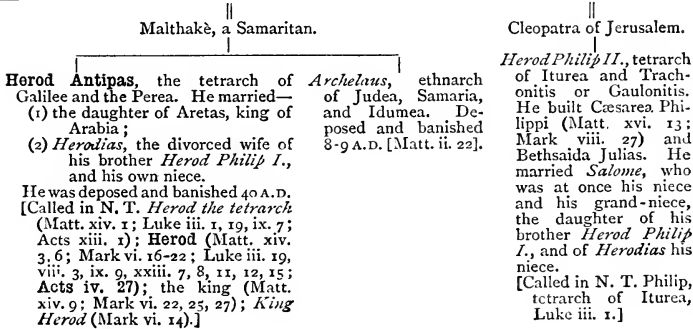 Malthakè, a Samaritan.
Herod Antipas, the tetrarch of
Galilee and the Perea. He married—
(1) the daughter of Aretas, king of
Arabia;
(2) Herodias, the divorced wife of
his brother Herod Philip I.,
and his own niece.
He was deposed and banished 40 A.D.
[Called in N. T. Herod the tetrarch
(Matt. xiv. 1; Luke iii. 1, 19, ix. 7;
Acts xiii. 1); Herod (Matt. xiv.
3, 6; Mark vi. 16-22; Luke iii. 19,
viii. 3, ix. 9, xxiii. 7, 8, 11, 12, 15;
Acts iv. 27); the king (Matt.
xiv. 9; Mark vi. 22, 25, 27); King
Herod (Mark vi. 14).]
Archelaus, ethnarch
of Judea, Samaria,
and Idumea. De-
posed and banished
8-9 A.D. [Matt. ii. 22].
Cleopatra of Jerusalem.
Herod Philip II., tetrarch
of Iturea and Trach-
onitis or Gaulonitis.
He built Cæsarea Phi-
lippi (Matt. xvi. 13;
Mark viii. 27) and
Bethsaida Julias. He
married Salome, who
was at once his niece
and his grand-niece,
the daughter of his
brother Herod Philip
I., and of Herodias his
niece.
[Called in N. T. Philip,
tetrarch of Iturea,
Luke iii. 1.]